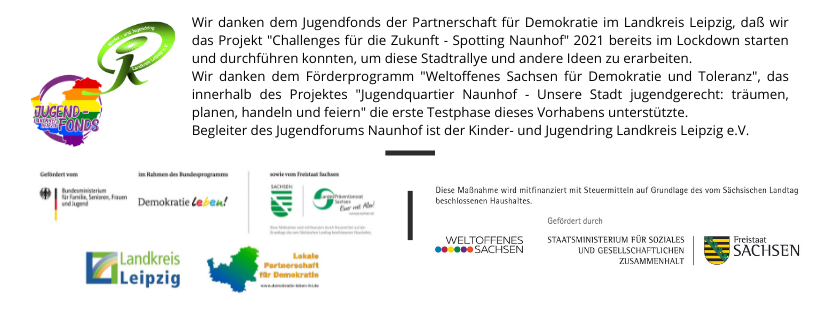 Wir danken dem Jugendfonds der Partnerschaft für Demokratie im Landkreis Leipzig, daß wir
das Projekt "Challenges für die Zukunft - Spotting Naunhof" 2021 bereits im Lockdown starten
und durchführen konnten, um diese Stadtrallye und andere Ideen zu erarbeiten.
Wir danken dem Förderprogramm "Weltoffenes Sachsen für Demokratie und Toleranz", das
innerhalb des Projektes "Jugendquartier Naunhof - Unsere Stadt jugendgerecht: träumen,
planen, handeln und feiern" die erste Testphase dieses Vorhabens unterstützte.
Begleiter des Jugendforums Naunhof ist der Kinder- und Jugendring Landkreis Leipzig e.V.
JUGEND-
FONDS
Gefördert vom
Bundesministerium
für Familie, Senioren, Frauen
und Jugend
im Rahmen des Bundesprogramms
Demokratie leben!
sowie vom Freistaat Sachsen
SACHSEN
Landespräventionsrat
Sachsen
Landkreis
Leipzig
Lokale
Partnerschaft
für Demokratie
Diese Maßnahme wird mitfinanziert mit Steuermitteln auf Grundlage des vom Sächsischen Landtag
beschlossenen Haushaltes.
Gefördert durch
WELTOFFENES
SACHSEN
STAATSMINISTERIUM FÜR SOZIALES
UND GESELLSCHAFTLICHEN
ZUSAMMENHALT
Freistaat
SACHSEN